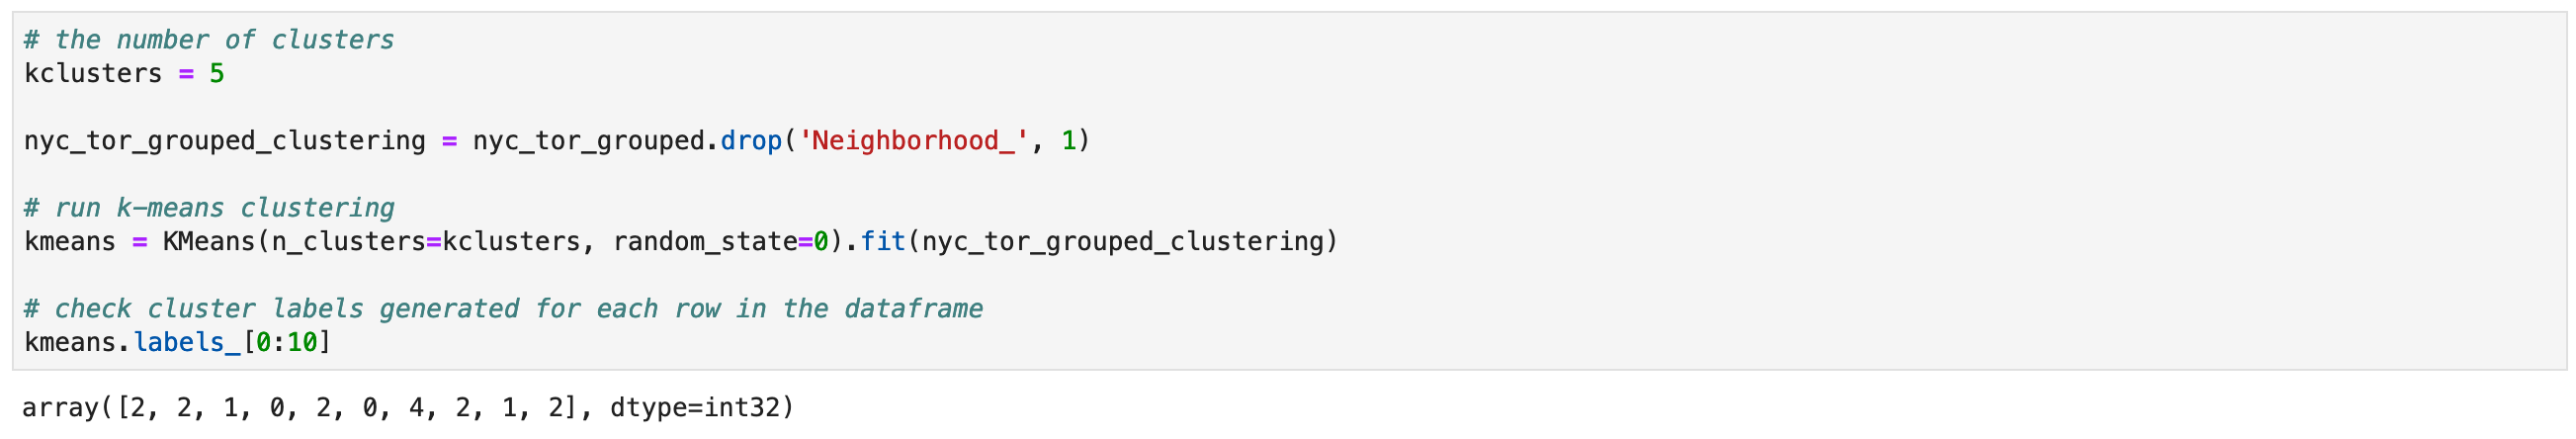 # the number of clusters
kclusters = 5
nyc_tor_grouped_clustering = nyc_tor_grouped.drop('Neighborhood_', 1)
# run k-means clustering
kmeans = KMeans(n_clusters=kclusters, random_state=0).fit(nyc_tor_grouped_clustering)
# check cluster labels generated for each row in the dataframe
kmeans.labels_[0:10]
array([2, 2, 1, 0, 2, 0, 4, 2, 1, 2], dtype=int32)